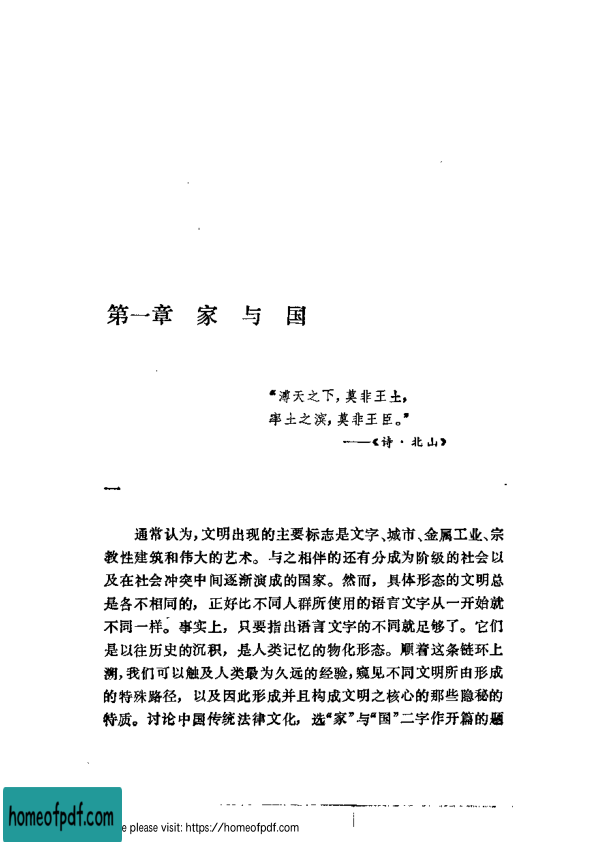 第一章 家 与 国
“溥天之下，莫非王土，
率土之滨，莫非王臣。”
——《诗·北山》
一
通常认为，文明出现的主要标志是文字、城市、金属工业、宗
教性建筑和伟大的艺术。与之相伴的还有分成为阶级的社会以
及在社会冲突中间逐渐演成的国家。然而，具体形态的文明总
是各不相同的，正好比不同人群所使用的语言文字从一开始就
不同一样。事实上，只要指出语言文字的不同就足够了。它们
是以往历史的沉积，是人类记忆的物化形态。顺着这条链环上
溯，我们可以触及人类最为久远的经验，窥见不同文明所由形成
的特殊路径，以及因此形成并且构成文明之核心的那些隐秘的
特质。讨论中国传统法律文化，选“家”与“国”二字作开篇的题
homeofpdf.com
e please visit: https://homeofpdf.com